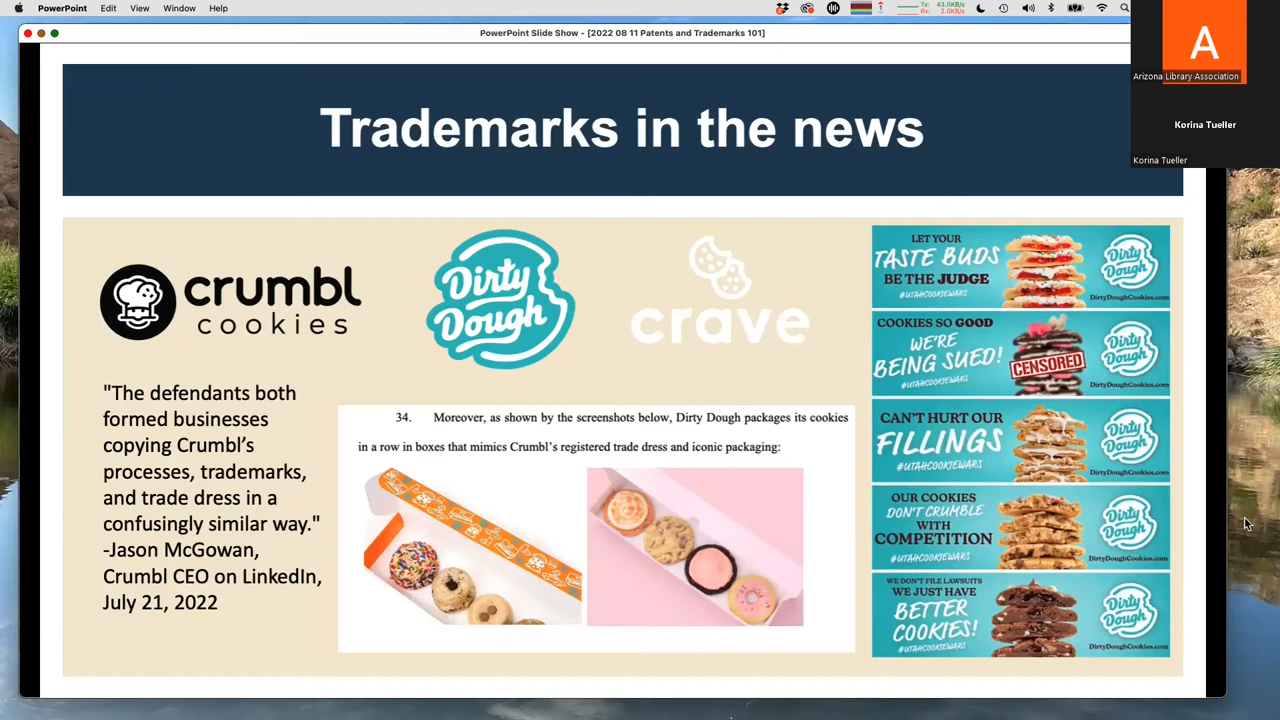 PowerPoint Edit View Window Help
1 Tx: 43.0KB/s
Rx: 2.0KB/s
PowerPoint Slide Show - [2022 08 11 Patents and Trademarks 101]
A
Arizona Library Association
Korina Tueller
Korina Tueller
Trademarks in the news
crumbl
cookies
Dirty
Dough
crave
"The defendants both
formed businesses
copying Crumbl's
processes, trademarks,
and trade dress in a
confusingly similar way."
-Jason McGowan,
Crumbl CEO on LinkedIn,
July 21, 2022
34. Moreover, as shown by the screenshots below, Dirty Dough packages its cookies
in a row in boxes that mimics Crumbl's registered trade dress and iconic packaging:
LET YOUR
TASTE BUDS
BE THE JUDGE
#UTAHCOOKIEWARS
Dirty
Dough
DirtyDoughCookies.com
COOKIES SO GOOD
WE'RE
BEING SUED!
#UTAHCOOKIEWARS
CENSORED
Dirty
Dough
DirtyDoughCookies.com
CAN'T HURT OUR
FILLINGS
#UTAHCOOKIEWARS
Dirty
Dough
DirtyDoughCookies.com
OUR COOKIES
DON'T CRUMBLE
WITH
COMPETITION
#UTAHCOOKIEWARS
Dirty
Dough
DirtyDoughCookies.com
WE DON'T FILE LAWSUITS
WE JUST HAVE
BETTER
COOKIES!
#UTAHCOOKIEWARS
Dirty
Dough
DirtyDoughCookies.com